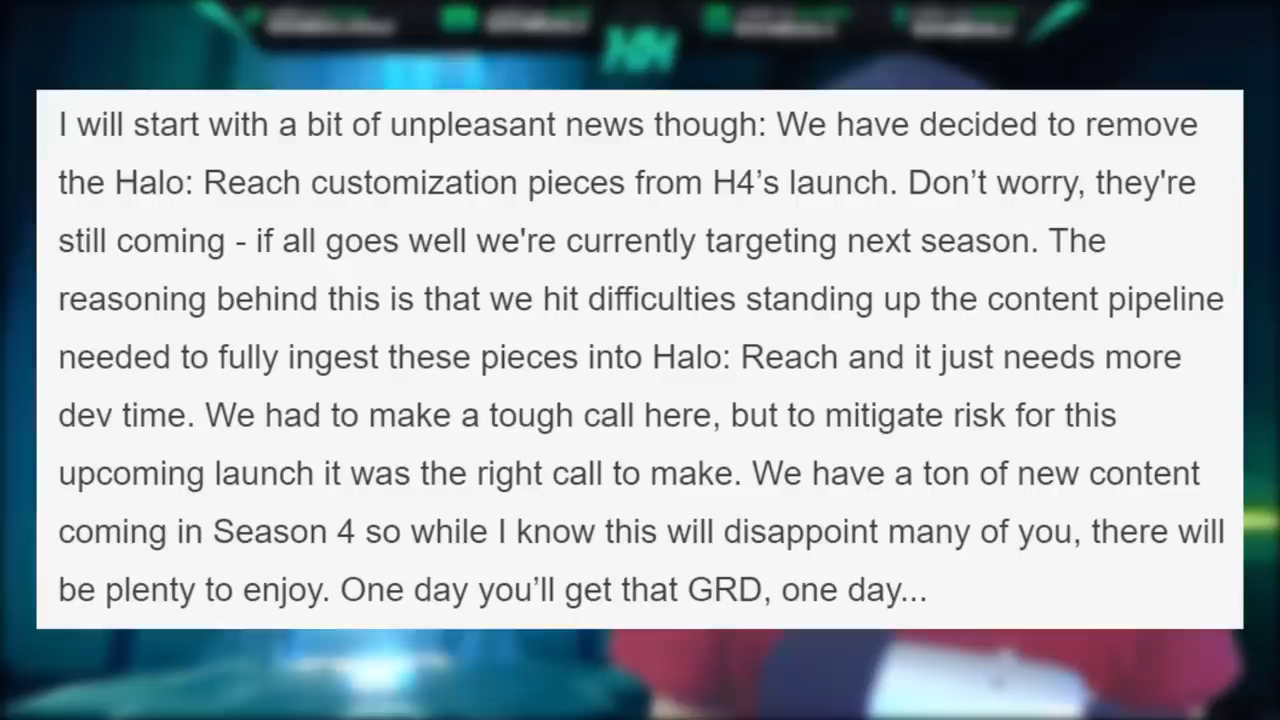 HH
I will start with a bit of unpleasant news though: We have decided to remove
the Halo: Reach customization pieces from H4’s launch. Don’t worry, they're
still coming - if all goes well we're currently targeting next season. The
reasoning behind this is that we hit difficulties standing up the content pipeline
needed to fully ingest these pieces into Halo: Reach and it just needs more
dev time. We had to make a tough call here, but to mitigate risk for this
upcoming launch it was the right call to make. We have a ton of new content
coming in Season 4 so while I know this will disappoint many of you, there will
be plenty to enjoy. One day you’ll get that GRD, one day...